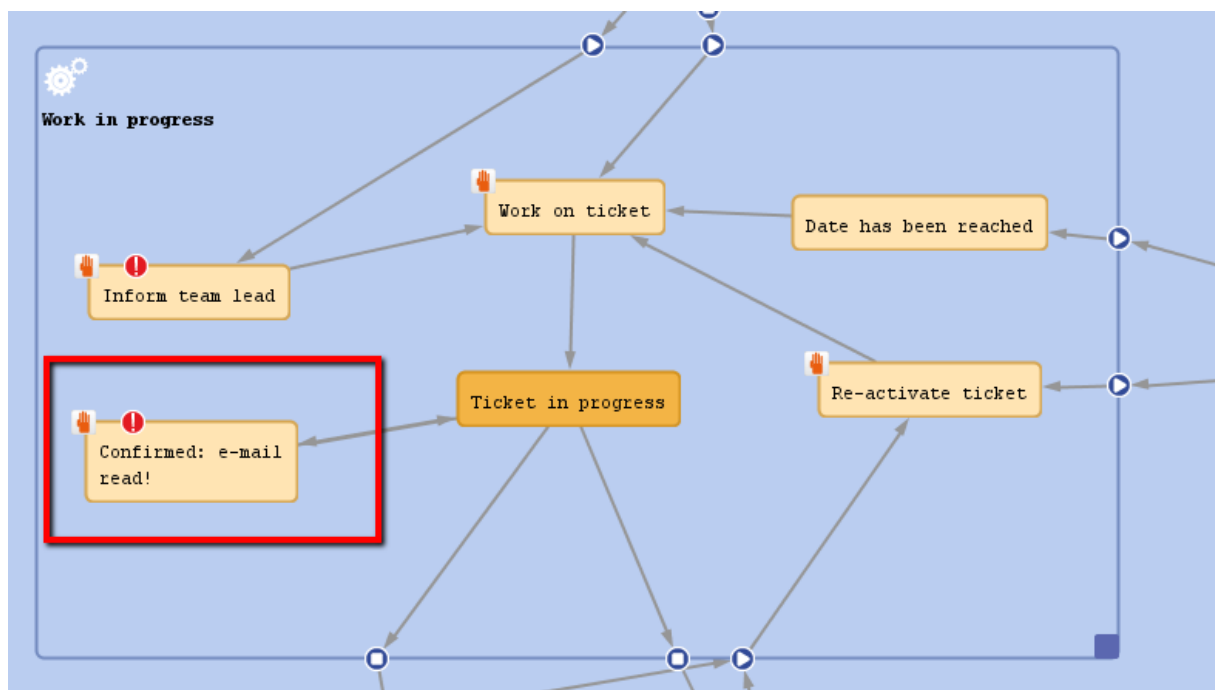 Work in progress
Work on ticket
Date has been reached
Inform team lead
Re-activate ticket
Ticket in progress
Confirmed: e-mail
read!